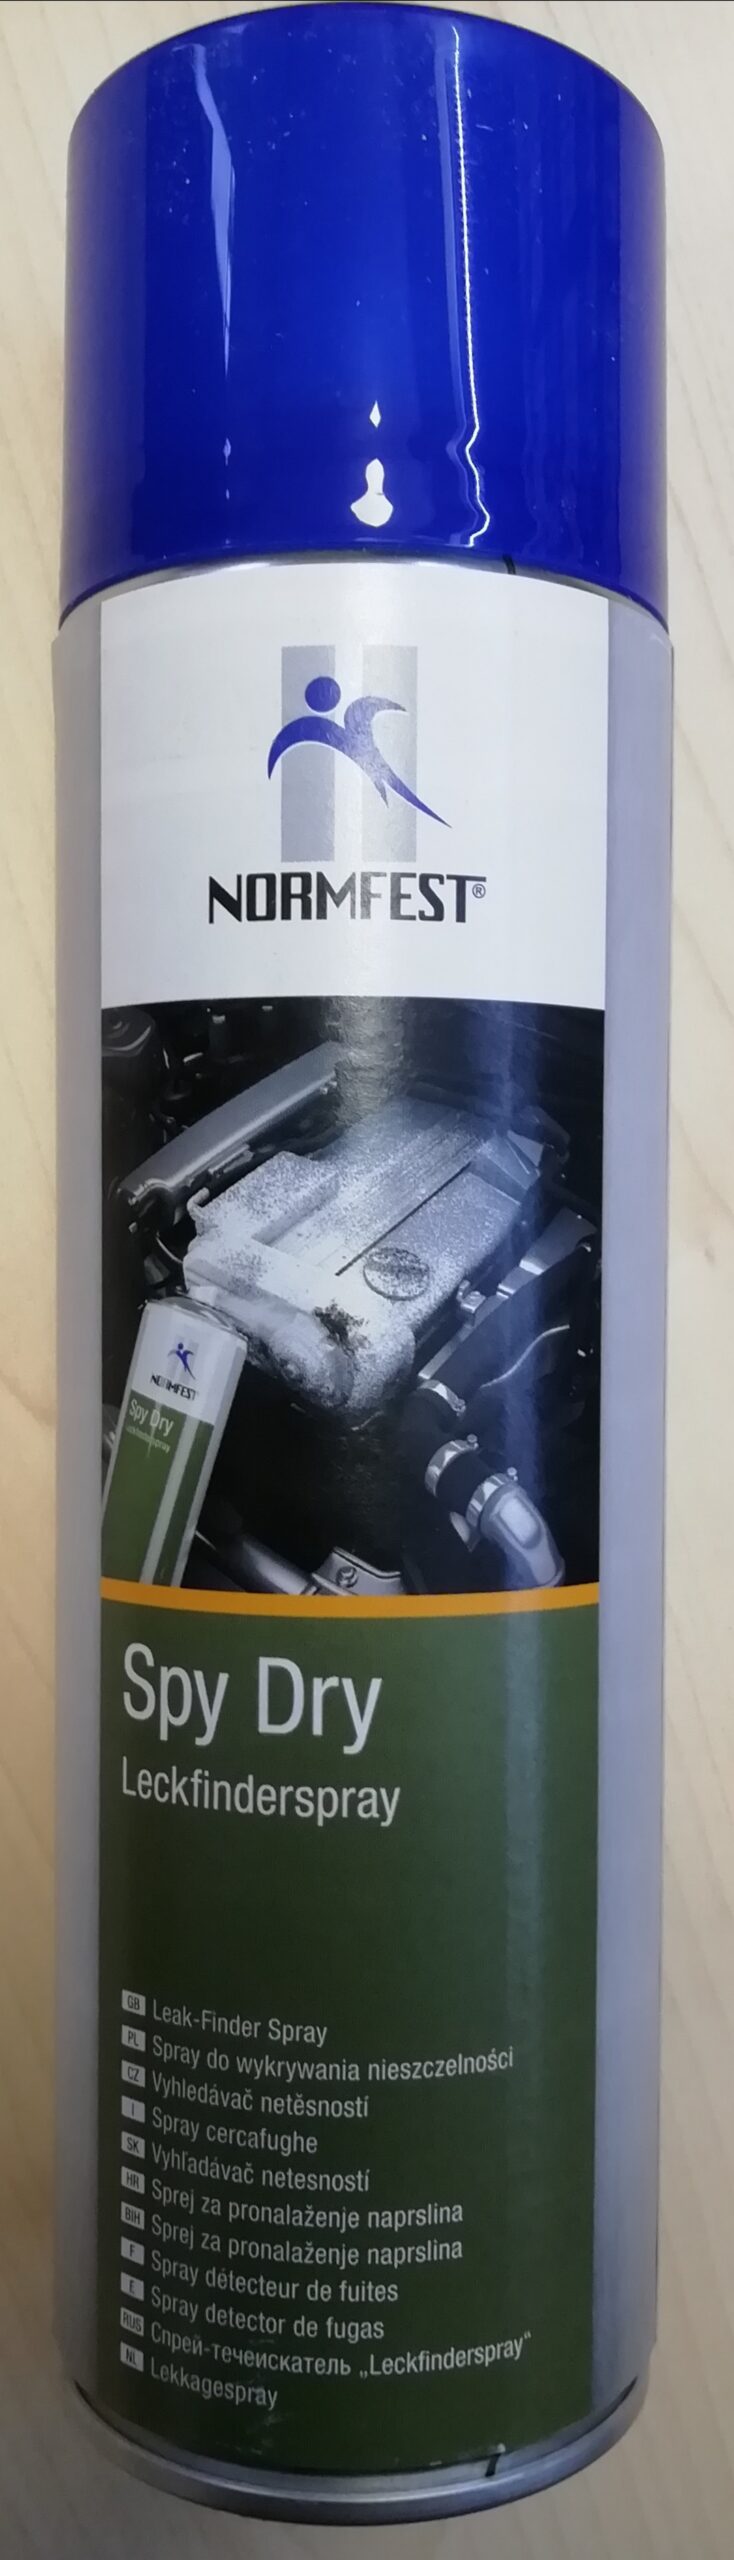 NORMFEST®
NORMFEST
Spy Dry
Leckfinderspray
Spy Dry
Leckfinderspray
GB Leak-Finder Spray
PL Spray do wykrywania nieszczelności
CZ Vyhledávač netěsností
I Spray cercafughe
SK Vyhľadávač netesností
HR Sprej za pronalaženje naprslina
BIH Sprej za pronalaženje naprslina
F Spray détecteur de fuites
E Spray detector de fugas
RUS Спрей-течеискатель „Leckfinderspray“
NL Lekkagespray